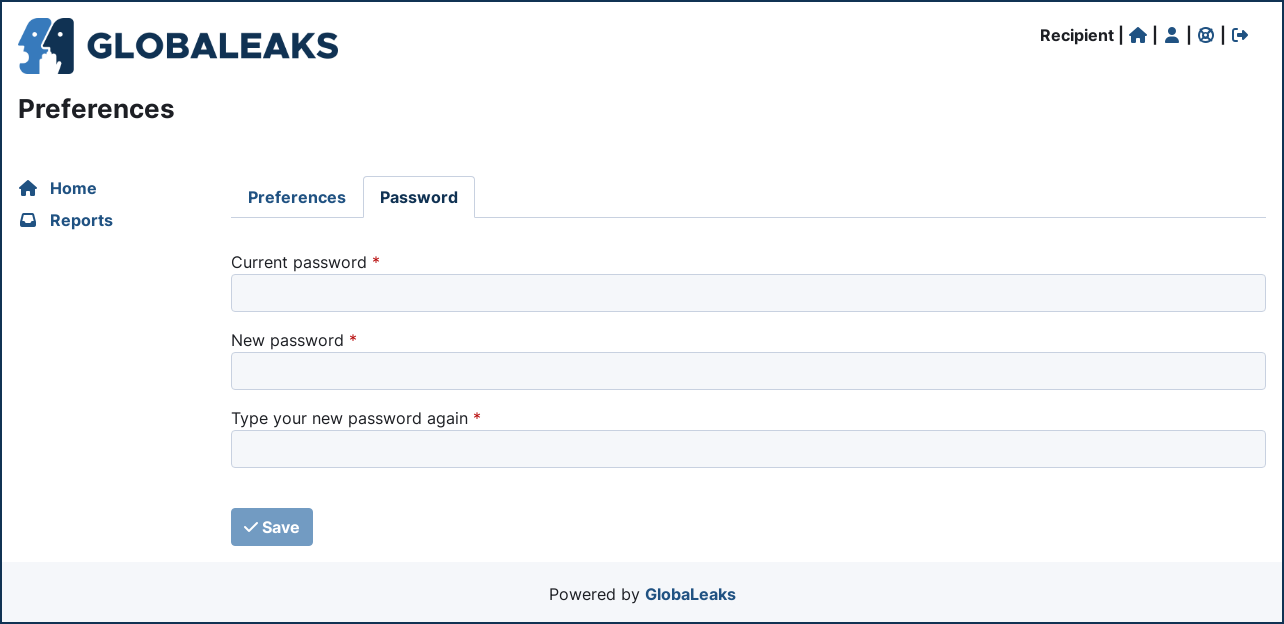 GLOBALEAKS
Recipient | | | |
Preferences
Home
Reports
Preferences
Password
Current password *
New password *
Type your new password again *
Save
Powered by GlobaLeaks